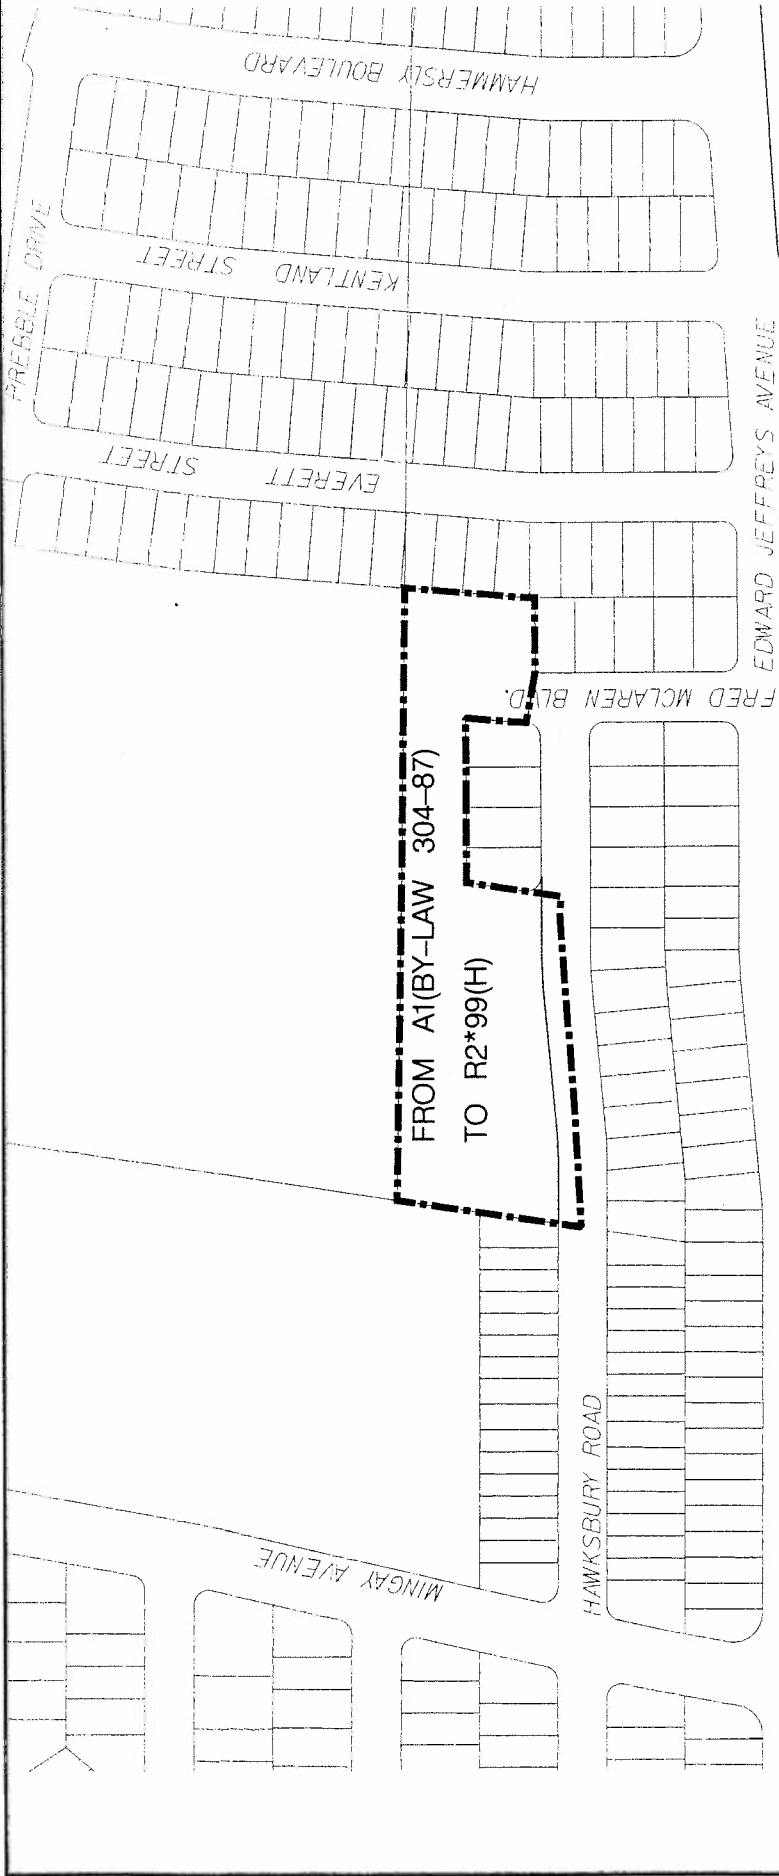 HAMMERSLY BOULEVARD
PREBBLE DRIVE
KENTLAND STREET
EVERETT STREET
EDWARD JEFFREYS AVENUE
FRED MCLAREN BLVD.
FROM A1(BY-LAW 304-87)
TO R2*99(H)
HAWKSBURY ROAD
MINGAY AVENUE